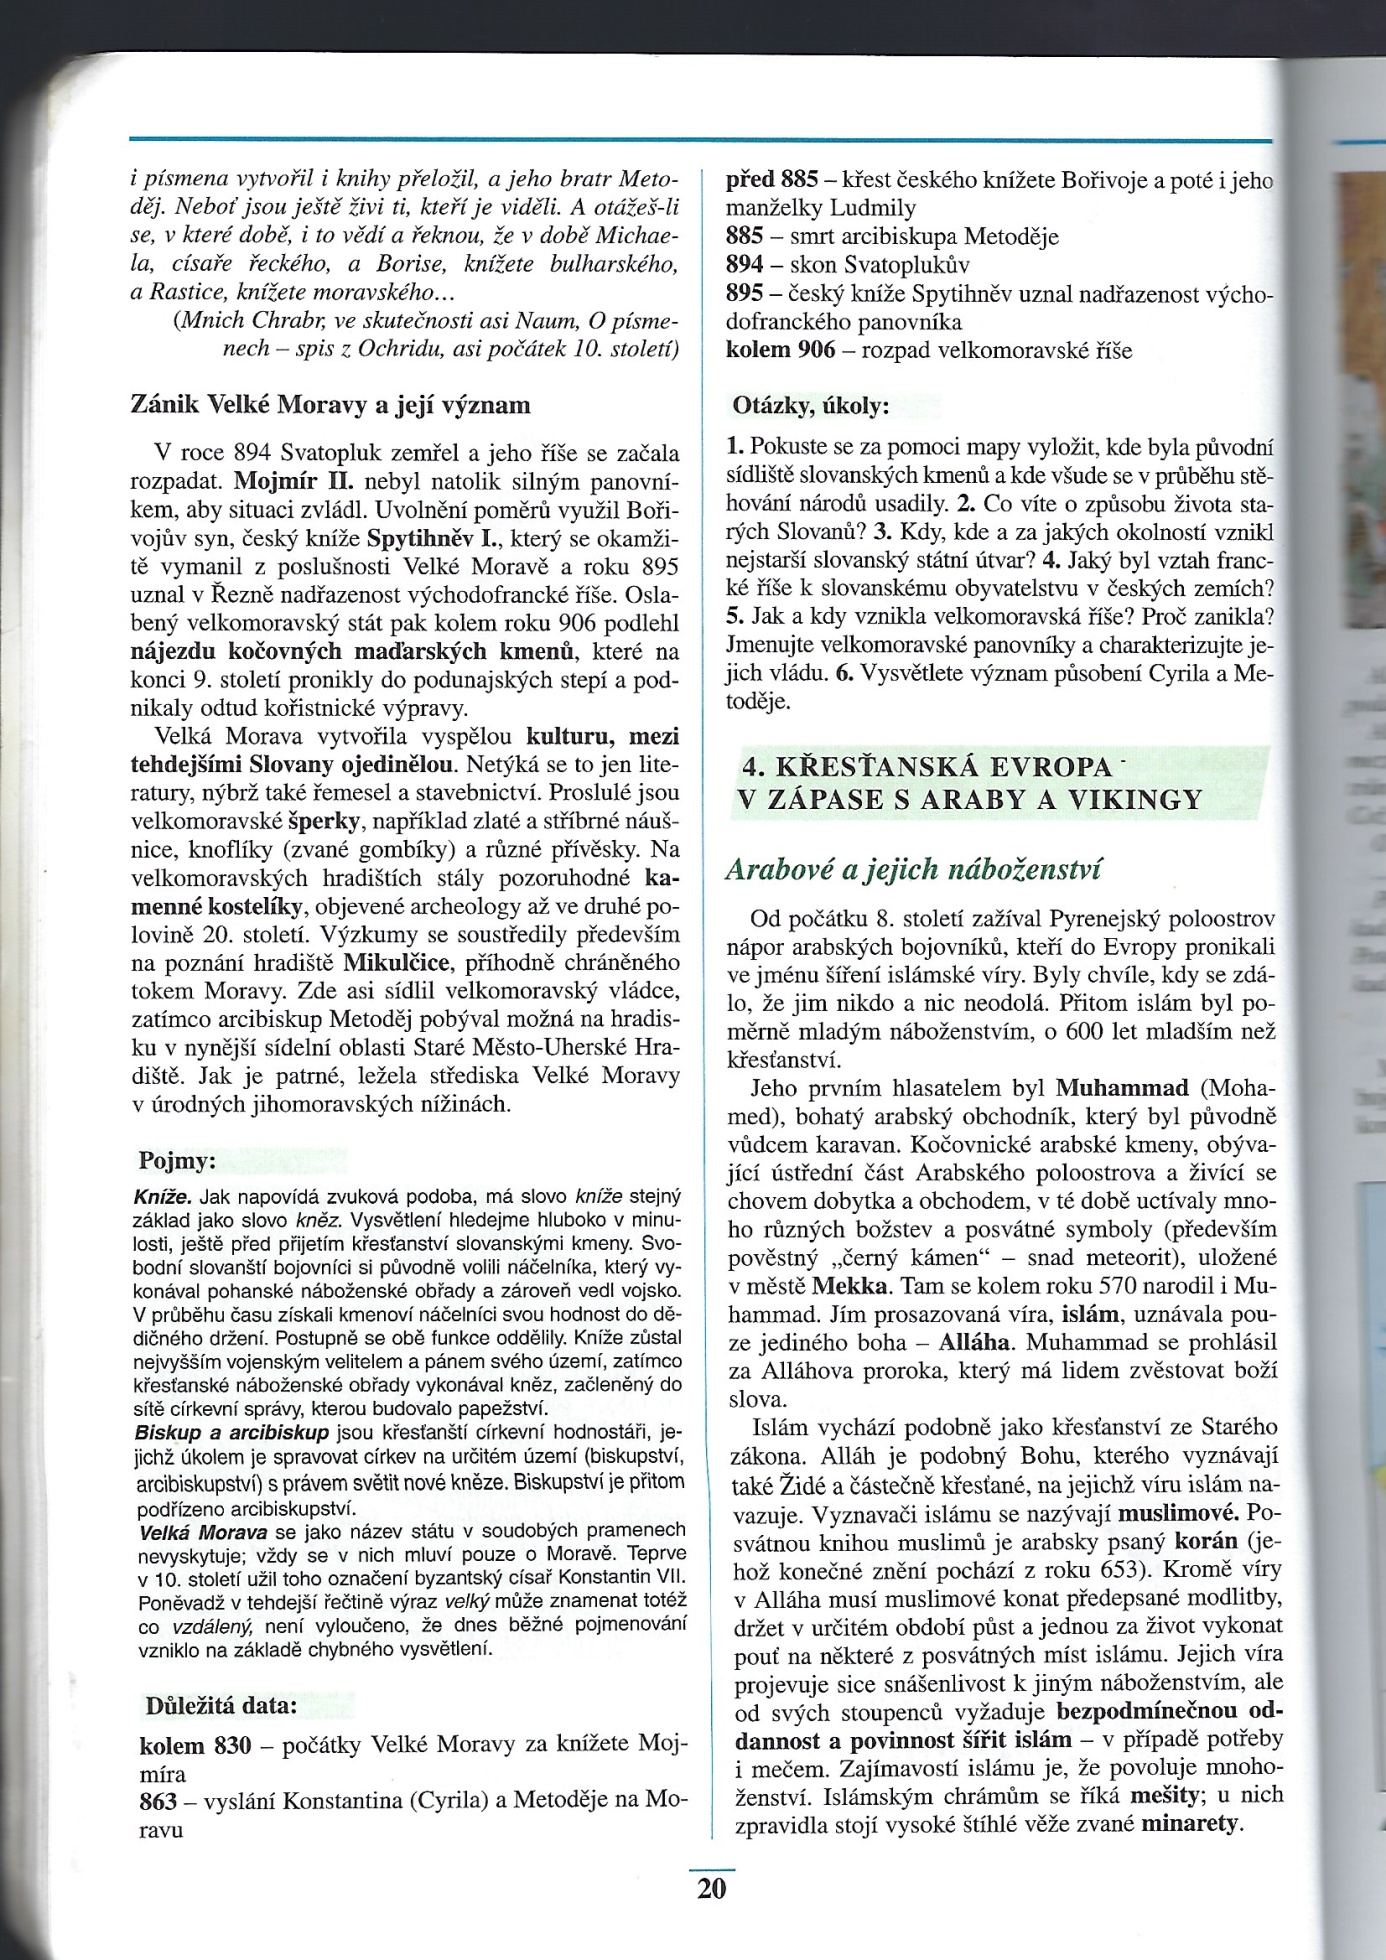 i písmena vytvořil i knihy přeložil, a jeho bratr Meto-
děj. Neboť jsou ještě živi ti, kteří je viděli. A otážeš-li
se, v které době, i to vědí a řeknou, že v době Michae-
la, císaře řeckého, a Borise, knížete bulharského,
a Rastice, knížete moravského...
(Mnich Chrabr, ve skutečnosti asi Naum, O písme-
nech – spis z Ochridu, asi počátek 10. století)
Zánik Velké Moravy a její význam
V roce 894 Svatopluk zemřel a jeho říše se začala
rozpadat. Mojmír II. nebyl natolik silným panovní-
kem, aby situaci zvládl. Uvolnění poměrů využil Boři-
vojův syn, český kníže Spytihněv I., který se okamži-
tě vymanil z poslušnosti Velké Moravě a roku 895
uznal v Řezně nadřazenost východofrancké říše. Osla-
bený velkomoravský stát pak kolem roku 906 podlehl
nájezdu kočovných maďarských kmenů, které na
konci 9. století pronikly do podunajských stepí a pod-
nikaly odtud kořistnické výpravy.
Velká Morava vytvořila vyspělou kulturu, mezi
tehdejšími Slovany ojedinělou. Netýká se to jen lite-
ratury, nýbrž také řemesel a stavebnictví. Proslulé jsou
velkomoravské šperky, například zlaté a stříbrné náuš-
nice, knoflíky (zvané gombíky) a různé přívěsky. Na
velkomoravských hradištích stály pozoruhodné ka-
menné kostelíky, objevené archeology až ve druhé po-
lovině 20. století. Výzkumy se soustředily především
na poznání hradiště Mikulčice, příhodně chráněného
tokem Moravy. Zde asi sídlil velkomoravský vládce,
zatímco arcibiskup Metoděj pobýval možná na hradis-
ku v nynější sídelní oblasti Staré Město-Uherské Hra-
diště. Jak je patrné, ležela střediska Velké Moravy
v úrodných jihomoravských nížinách.
Pojmy:
Kníže. Jak napovídá zvuková podoba, má slovo kníže stejný
základ jako slovo kněz. Vysvětlení hledejme hluboko v minu-
losti, ještě před přijetím křesťanství slovanskými kmeny. Svo-
bodní slovanští bojovníci si původně volili náčelníka, který vy-
konával pohanské náboženské obřady a zároveň vedl vojsko.
V průběhu času získali kmenoví náčelníci svou hodnost do dě-
dičného držení. Postupně se obě funkce oddělily. Kníže zůstal
nejvyšším vojenským velitelem a pánem svého území, zatímco
křesťanské náboženské obřady vykonával kněz, začleněný do
sítě církevní správy, kterou budovalo papežství.
Biskup a arcibiskup jsou křesťanští církevní hodnostáři, je-
jichž úkolem je spravovat církev na určitém území (biskupství,
arcibiskupství) s právem světit nové kněze. Biskupství je přitom
podřízeno arcibiskupství.
Velká Morava se jako název státu v soudobých pramenech
nevyskytuje; vždy se v nich mluví pouze o Moravě. Teprve
v 10. století užil toho označení byzantský císař Konstantin VII.
Poněvadž v tehdejší řečtině výraz velký může znamenat totéž
co vzdálený, není vyloučeno, že dnes běžné pojmenování
vzniklo na základě chybného vysvětlení.
Důležitá data:
kolem 830 – počátky Velké Moravy za knížete Moj-
míra
863 – vyslání Konstantina (Cyrila) a Metoděje na Mo-
ravu
před 885 – křest českého knížete Bořivoje a poté i jeho
manželky Ludmily
885 – smrt arcibiskupa Metoděje
894 – skon Svatoplukův
895 – český kníže Spytihněv uznal nadřazenost výcho-
dofranckého panovníka
kolem 906 – rozpad velkomoravské říše
Otázky, úkoly:
1. Pokuste se za pomoci mapy vyložit, kde byla původní
sídliště slovanských kmenů a kde všude se v průběhu stě-
hování národů usadily. 2. Co víte o způsobu života sta-
rých Slovanů? 3. Kdy, kde a za jakých okolností vznikl
nejstarší slovanský státní útvar? 4. Jaký byl vztah franc-
ké říše k slovanskému obyvatelstvu v českých zemích?
5. Jak a kdy vznikla velkomoravská říše? Proč zanikla?
Jmenujte velkomoravské panovníky a charakterizujte je-
jich vládu. 6. Vysvětlete význam působení Cyrila a Me-
toděje.
4. KŘESŤANSKÁ EVROPA
V ZÁPASE S ARABY A VIKINGY
Arabové a jejich náboženství
Od počátku 8. století zažíval Pyrenejský poloostrov
nápor arabských bojovníků, kteří do Evropy pronikali
ve jménu šíření islámské víry. Byly chvíle, kdy se zdá-
lo, že jim nikdo a nic neodolá. Přitom islám byl po-
měrně mladým náboženstvím, o 600 let mladším než
křesťanství.
Jeho prvním hlasatelem byl Muhammad (Moha-
med), bohatý arabský obchodník, který byl původně
vůdcem karavan. Kočovnické arabské kmeny, obýva-
jící ústřední část Arabského poloostrova a živící se
chovem dobytka a obchodem, v té době uctívaly mno-
ho různých božstev a posvátné symboly (především
pověstný „černý kámen“ – snad meteorit), uložené
v městě Mekka. Tam se kolem roku 570 narodil i Mu-
hammad. Jím prosazovaná víra, islám, uznávala pou-
ze jediného boha – Alláha. Muhammad se prohlásil
za Alláhova proroka, který má lidem zvěstovat boží
slova.
Islám vychází podobně jako křesťanství ze Starého
zákona. Alláh je podobný Bohu, kterého vyznávají
také Židé a částečně křesťané, na jejichž víru islám na-
vazuje. Vyznavači islámu se nazývají muslimové. Po-
svátnou knihou muslimů je arabsky psaný korán (je-
hož konečné znění pochází z roku 653). Kromě víry
v Alláha musí muslimové konat předepsané modlitby,
držet v určitém období půst a jednou za život vykonat
pouť na některé z posvátných míst islámu. Jejich víra
projevuje sice snášenlivost k jiným náboženstvím, ale
od svých stoupenců vyžaduje bezpodmínečnou od-
dannost a povinnost šířit islám – v případě potřeby
i mečem. Zajímavostí islámu je, že povoluje mnoho-
ženství. Islámským chrámům se říká mešity; u nich
zpravidla stojí vysoké štíhlé věže zvané minarety.
20